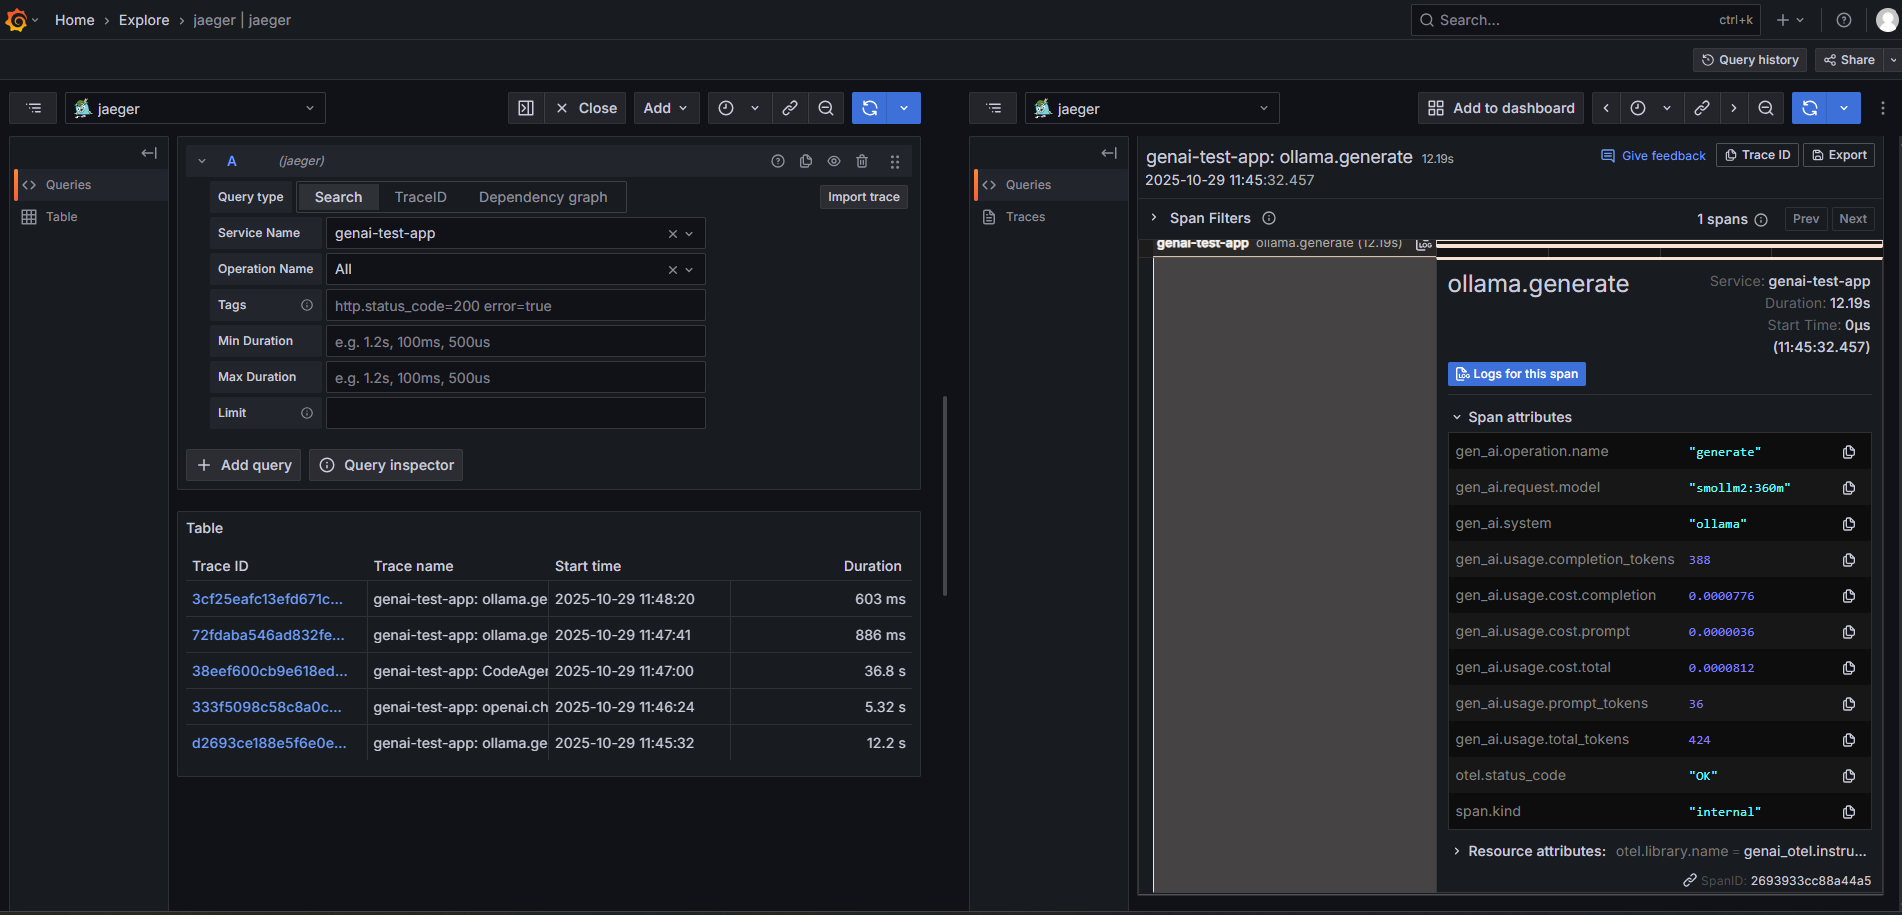 Home › Explore › jaeger | jaeger
Search... ctrl+k
Query history
Share
jaeger
Close
Add
Queries
Table
A (jaeger)
Query type Search TraceID Dependency graph Import trace
Service Name genai-test-app
Operation Name All
Tags http.status_code=200 error=true
Min Duration e.g. 1.2s, 100ms, 500us
Max Duration e.g. 1.2s, 100ms, 500us
Limit
+ Add query Query inspector
Table
Trace ID Trace name Start time Duration
3cf25eafc13efd671c... genai-test-app: ollama.ge 2025-10-29 11:48:20 603 ms
72fdaba546ad832fe... genai-test-app: ollama.ge 2025-10-29 11:47:41 886 ms
38eef600cb9e618ed... genai-test-app: CodeAger 2025-10-29 11:47:00 36.8 s
333f5098c58c8a0c... genai-test-app: openai.ch 2025-10-29 11:46:24 5.32 s
d2693ce188e5f6e0e... genai-test-app: ollama.ge 2025-10-29 11:45:32 12.2 s
jaeger
Add to dashboard
Queries
Traces
genai-test-app: ollama.generate 12.19s
Give feedback Trace ID Export
2025-10-29 11:45:32.457
Span Filters
1 spans Prev Next
genai-test-app ollama.generate (12.19s) LOG
ollama.generate
Service: genai-test-app
Duration: 12.19s
Start Time: 0μs
(11:45:32.457)
Logs for this span
Span attributes
gen_ai.operation.name "generate"
gen_ai.request.model "smollm2:360m"
gen_ai.system "ollama"
gen_ai.usage.completion_tokens 388
gen_ai.usage.cost.completion 0.0000776
gen_ai.usage.cost.prompt 0.0000036
gen_ai.usage.cost.total 0.0000812
gen_ai.usage.prompt_tokens 36
gen_ai.usage.total_tokens 424
otel.status_code "OK"
span.kind "internal"
Resource attributes: otel.library.name = genai_otel.instru...
SpanID: 2693933cc88a44a5